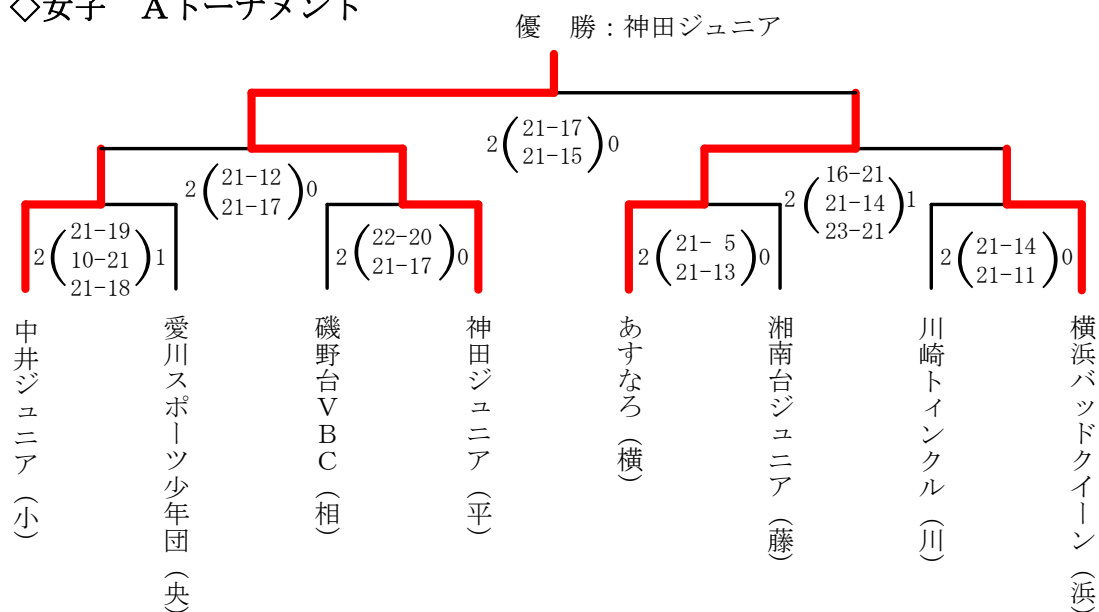 ◇女子 Aトーナメント
優 勝：神田ジュニア
2(21-17 21-15)0
2(21-12 21-17)0
2(16-21 21-14 23-21)1
2(21-19 10-21 21-18)1
2(22-20 21-17)0
2(21- 5 21-13)0
2(21-14 21-11)0
中井ジュニア（小）
愛川スポーツ少年団（央）
磯野台ＶＢＣ（相）
神田ジュニア（平）
あすなろ（横）
湘南台ジュニア（藤）
川崎トィンクル（川）
横浜バッドクイーン（浜）